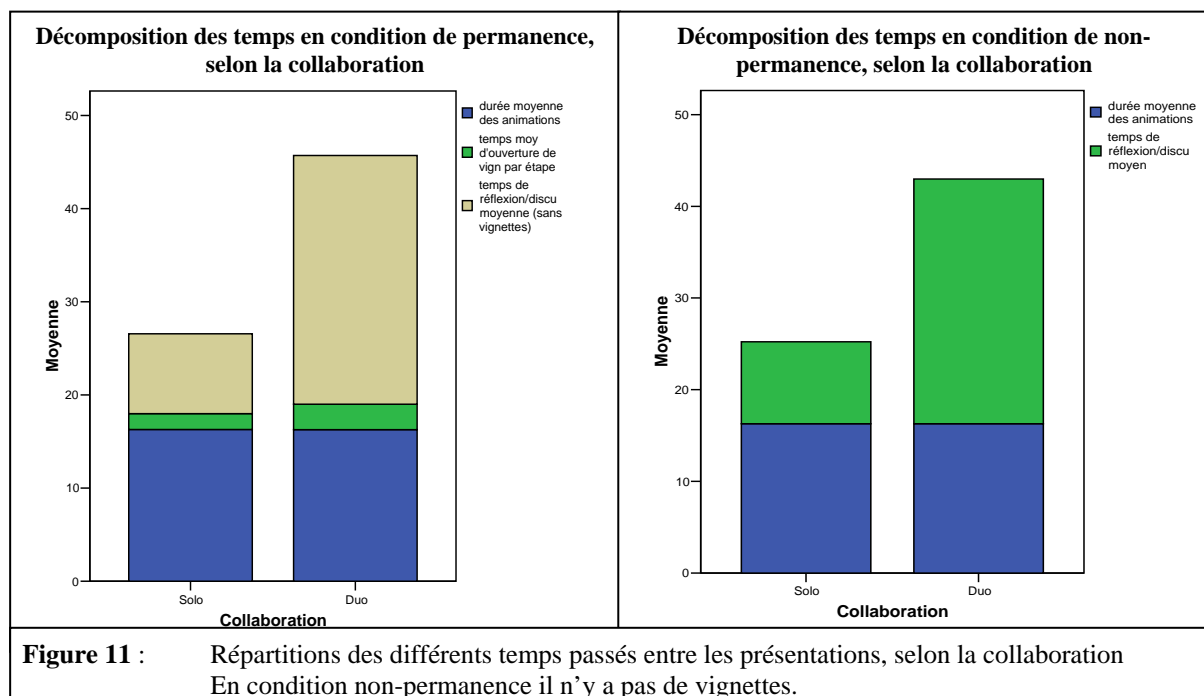 Décomposition des temps en condition de permanence,
selon la collaboration
50
40
30
20
10
0
Moyenne
Solo
Duo
Collaboration
durée moyenne
des animations
temps moy
d'ouverture de
vign par étape
temps de
réflexion/discu
moyenne (sans
vignettes)
Décomposition des temps en condition de non-
permanence, selon la collaboration
50
40
30
20
10
0
Moyenne
Solo
Duo
Collaboration
durée moyenne
des animations
temps de
réflexion/discu
moyen
Figure 11 : Répartitions des différents temps passés entre les présentations, selon la collaboration
En condition non-permanence il n’y a pas de vignettes.